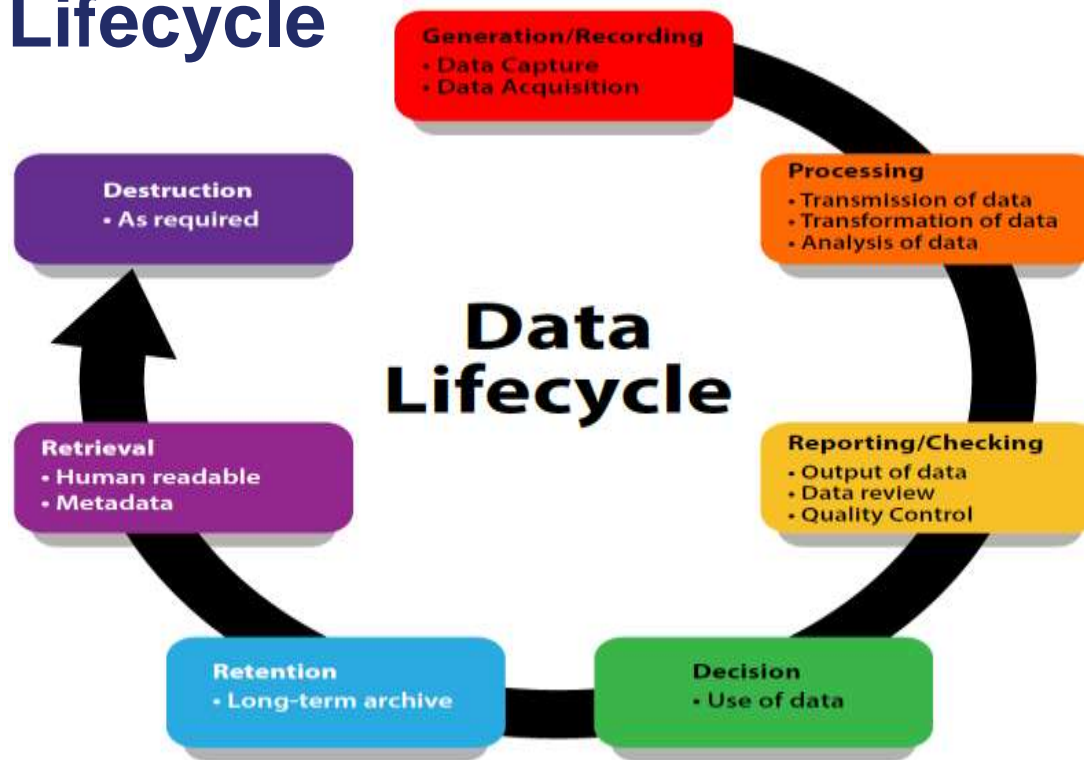 Lifecycle
Generation/Recording
• Data Capture
• Data Acquisition
Processing
• Transmission of data
• Transformation of data
• Analysis of data
Reporting/Checking
• Output of data
• Data review
• Quality Control
Decision
• Use of data
Retention
• Long-term archive
Retrieval
• Human readable
• Metadata
Destruction
• As required
Data
Lifecycle